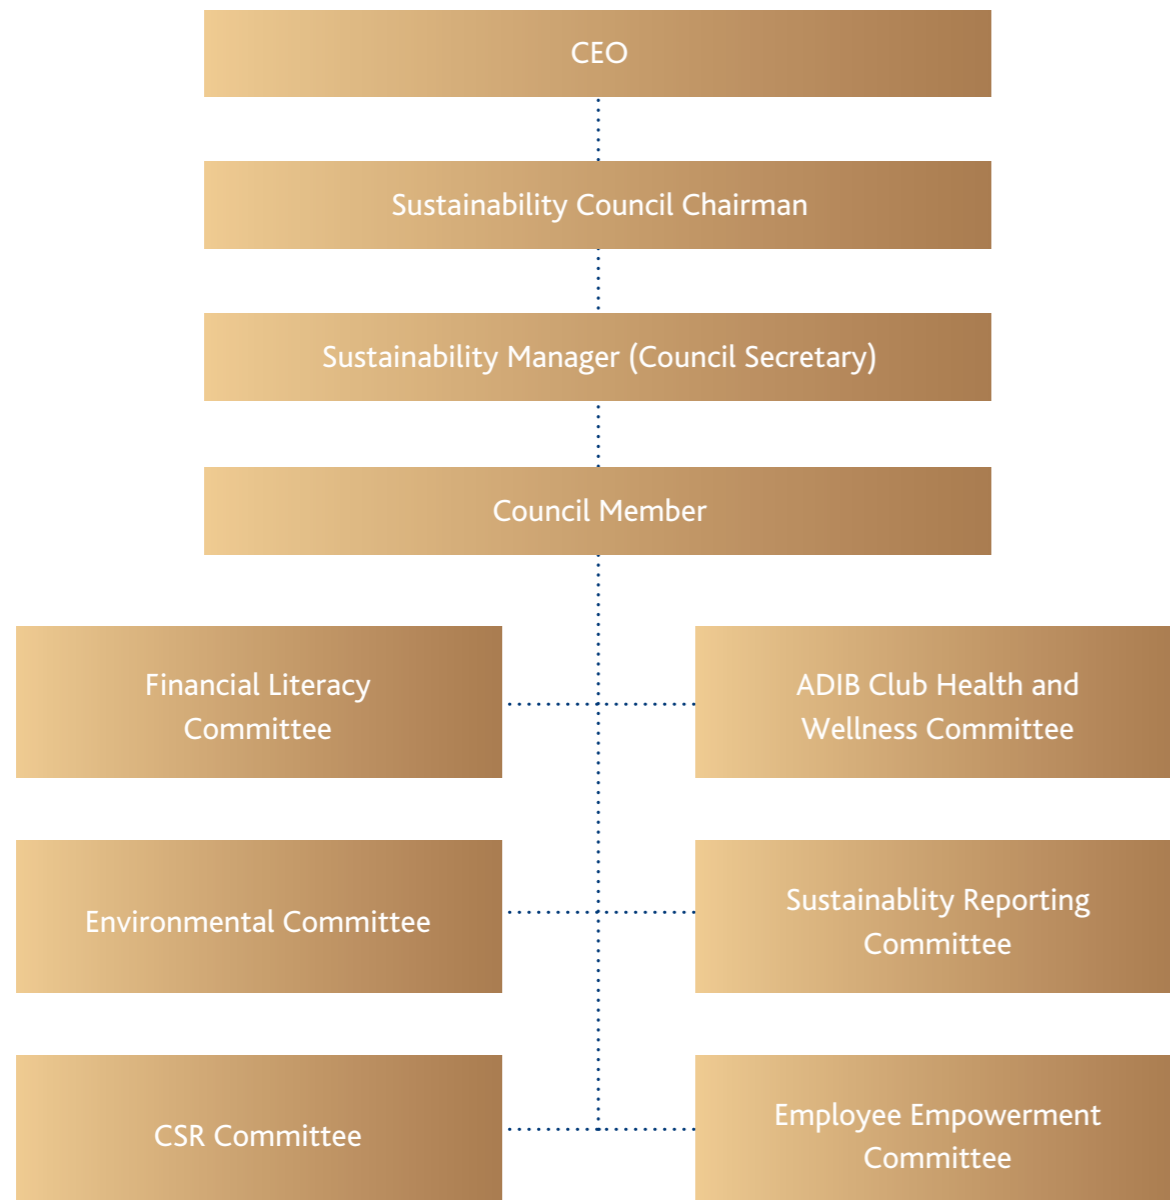 CEO
Sustainability Council Chairman
Sustainability Manager (Council Secretary)
Council Member
Financial Literacy
Committee
ADIB Club Health and
Wellness Committee
Environmental Committee
Sustainablity Reporting
Committee
CSR Committee
Employee Empowerment
Committee